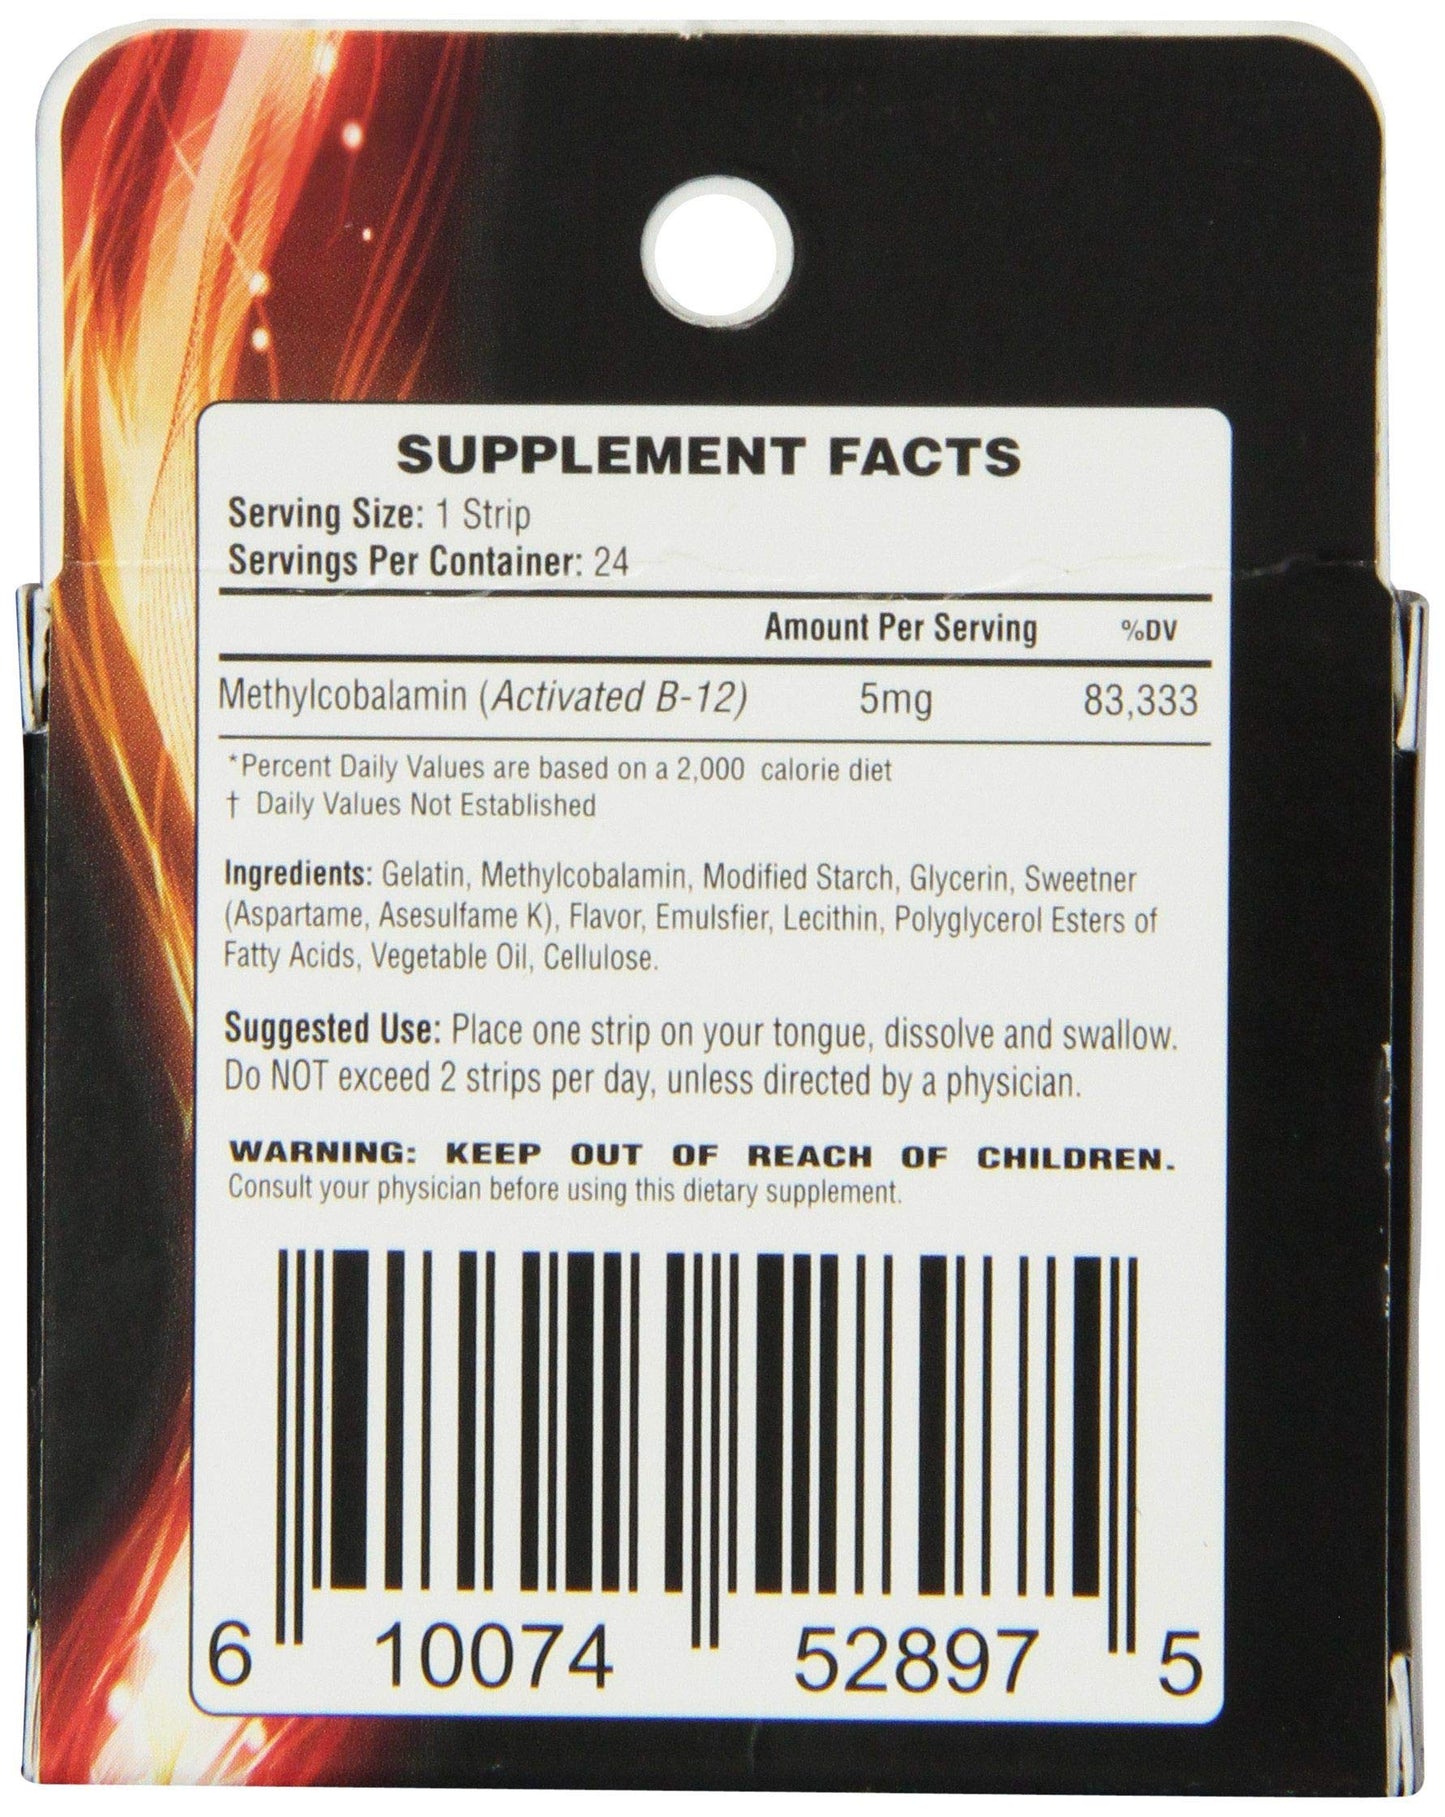 SUPPLEMENT FACTS
Serving Size: 1 Strip
Servings Per Container: 24
Amount Per Serving %DV
Methylcobalamin (Activated B-12) 5mg 83,333
*Percent Daily Values are based on a 2,000 calorie diet
† Daily Values Not Established
Ingredients: Gelatin, Methylcobalamin, Modified Starch, Glycerin, Sweetner
(Aspartame, Asesulfame K), Flavor, Emulsfier, Lecithin, Polyglycerol Esters of
Fatty Acids, Vegetable Oil, Cellulose.
Suggested Use: Place one strip on your tongue, dissolve and swallow.
Do NOT exceed 2 strips per day, unless directed by a physician.
WARNING: KEEP OUT OF REACH OF CHILDREN.
Consult your physician before using this dietary supplement.
6 10074 52897 5